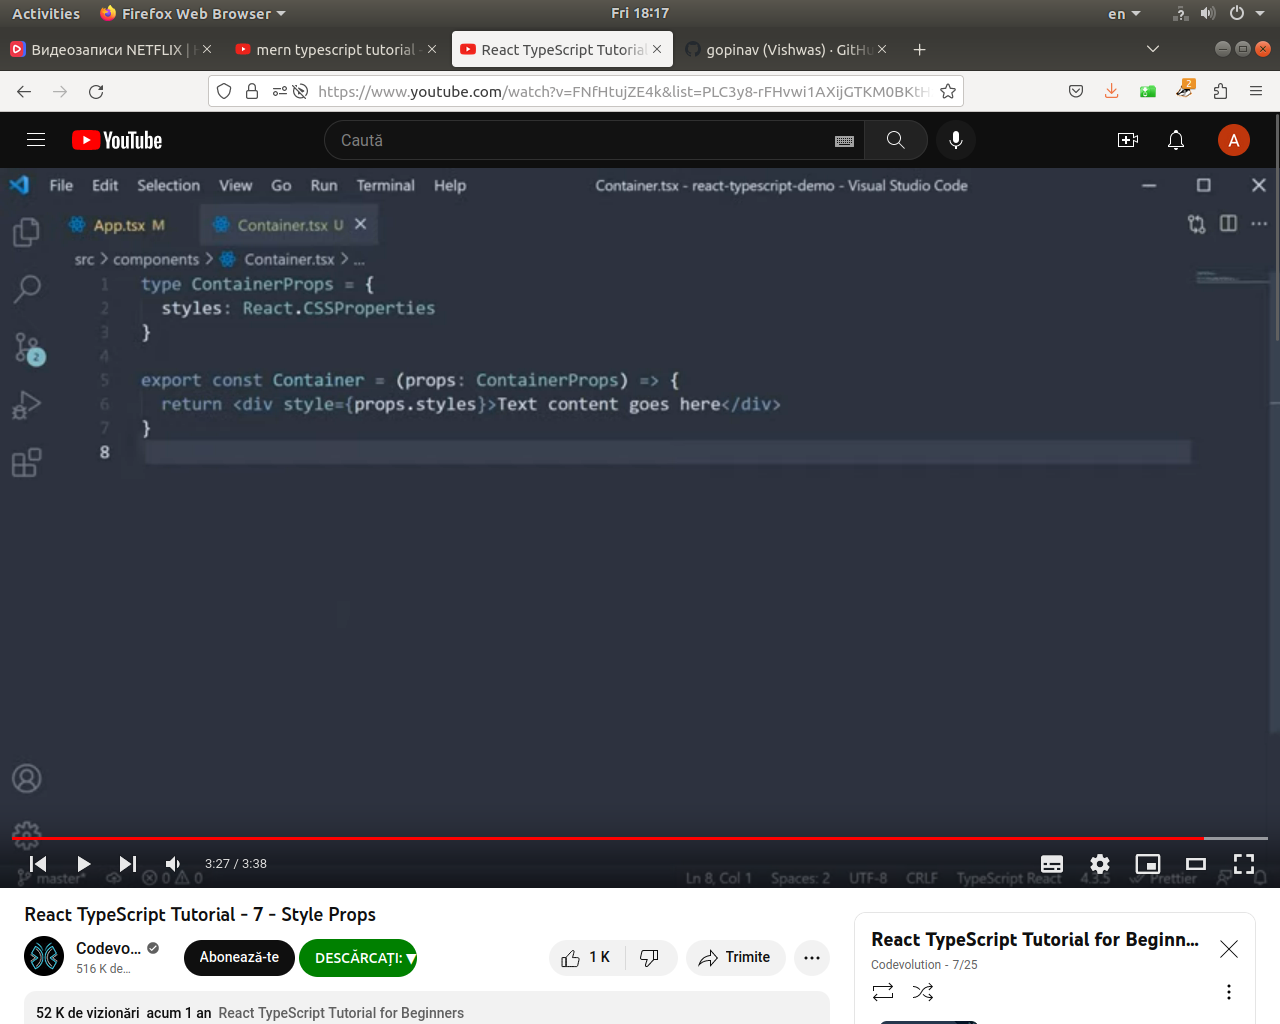 Activities Firefox Web Browser Fri 18:17 en
Видеозаписи NETFLIX | mern typescript tutorial React TypeScript Tutorial gopinav (Vishwas) · GitHu
https://www.youtube.com/watch?v=FNfHtujZE4k&list=PLC3y8-rFHvwi1AXijGTKM0BKtH 2
YouTube Caută A
File Edit Selection View Go Run Terminal Help Container.tsx - react-typescript-demo - Visual Studio Code
App.tsx M Container.tsx U
src > components > Container.tsx > ...
1 type ContainerProps = {
2 styles: React.CSSProperties
3 }
4
5 export const Container = (props: ContainerProps) => {
6 return <div style={props.styles}>Text content goes here</div>
7 }
8
2
3:27 / 3:38
master* 0 0 Ln 8, Col 1 Spaces: 2 UTF-8 CRLF TypeScript React 4.3.5 Prettier
React TypeScript Tutorial - 7 - Style Props
Codevo...
516 K de...
Abonează-te
DESCĂRCAȚI: ▼
1 K
Trimite
52 K de vizionări acum 1 an React TypeScript Tutorial for Beginners
React TypeScript Tutorial for Beginn...
Codevolution - 7/25